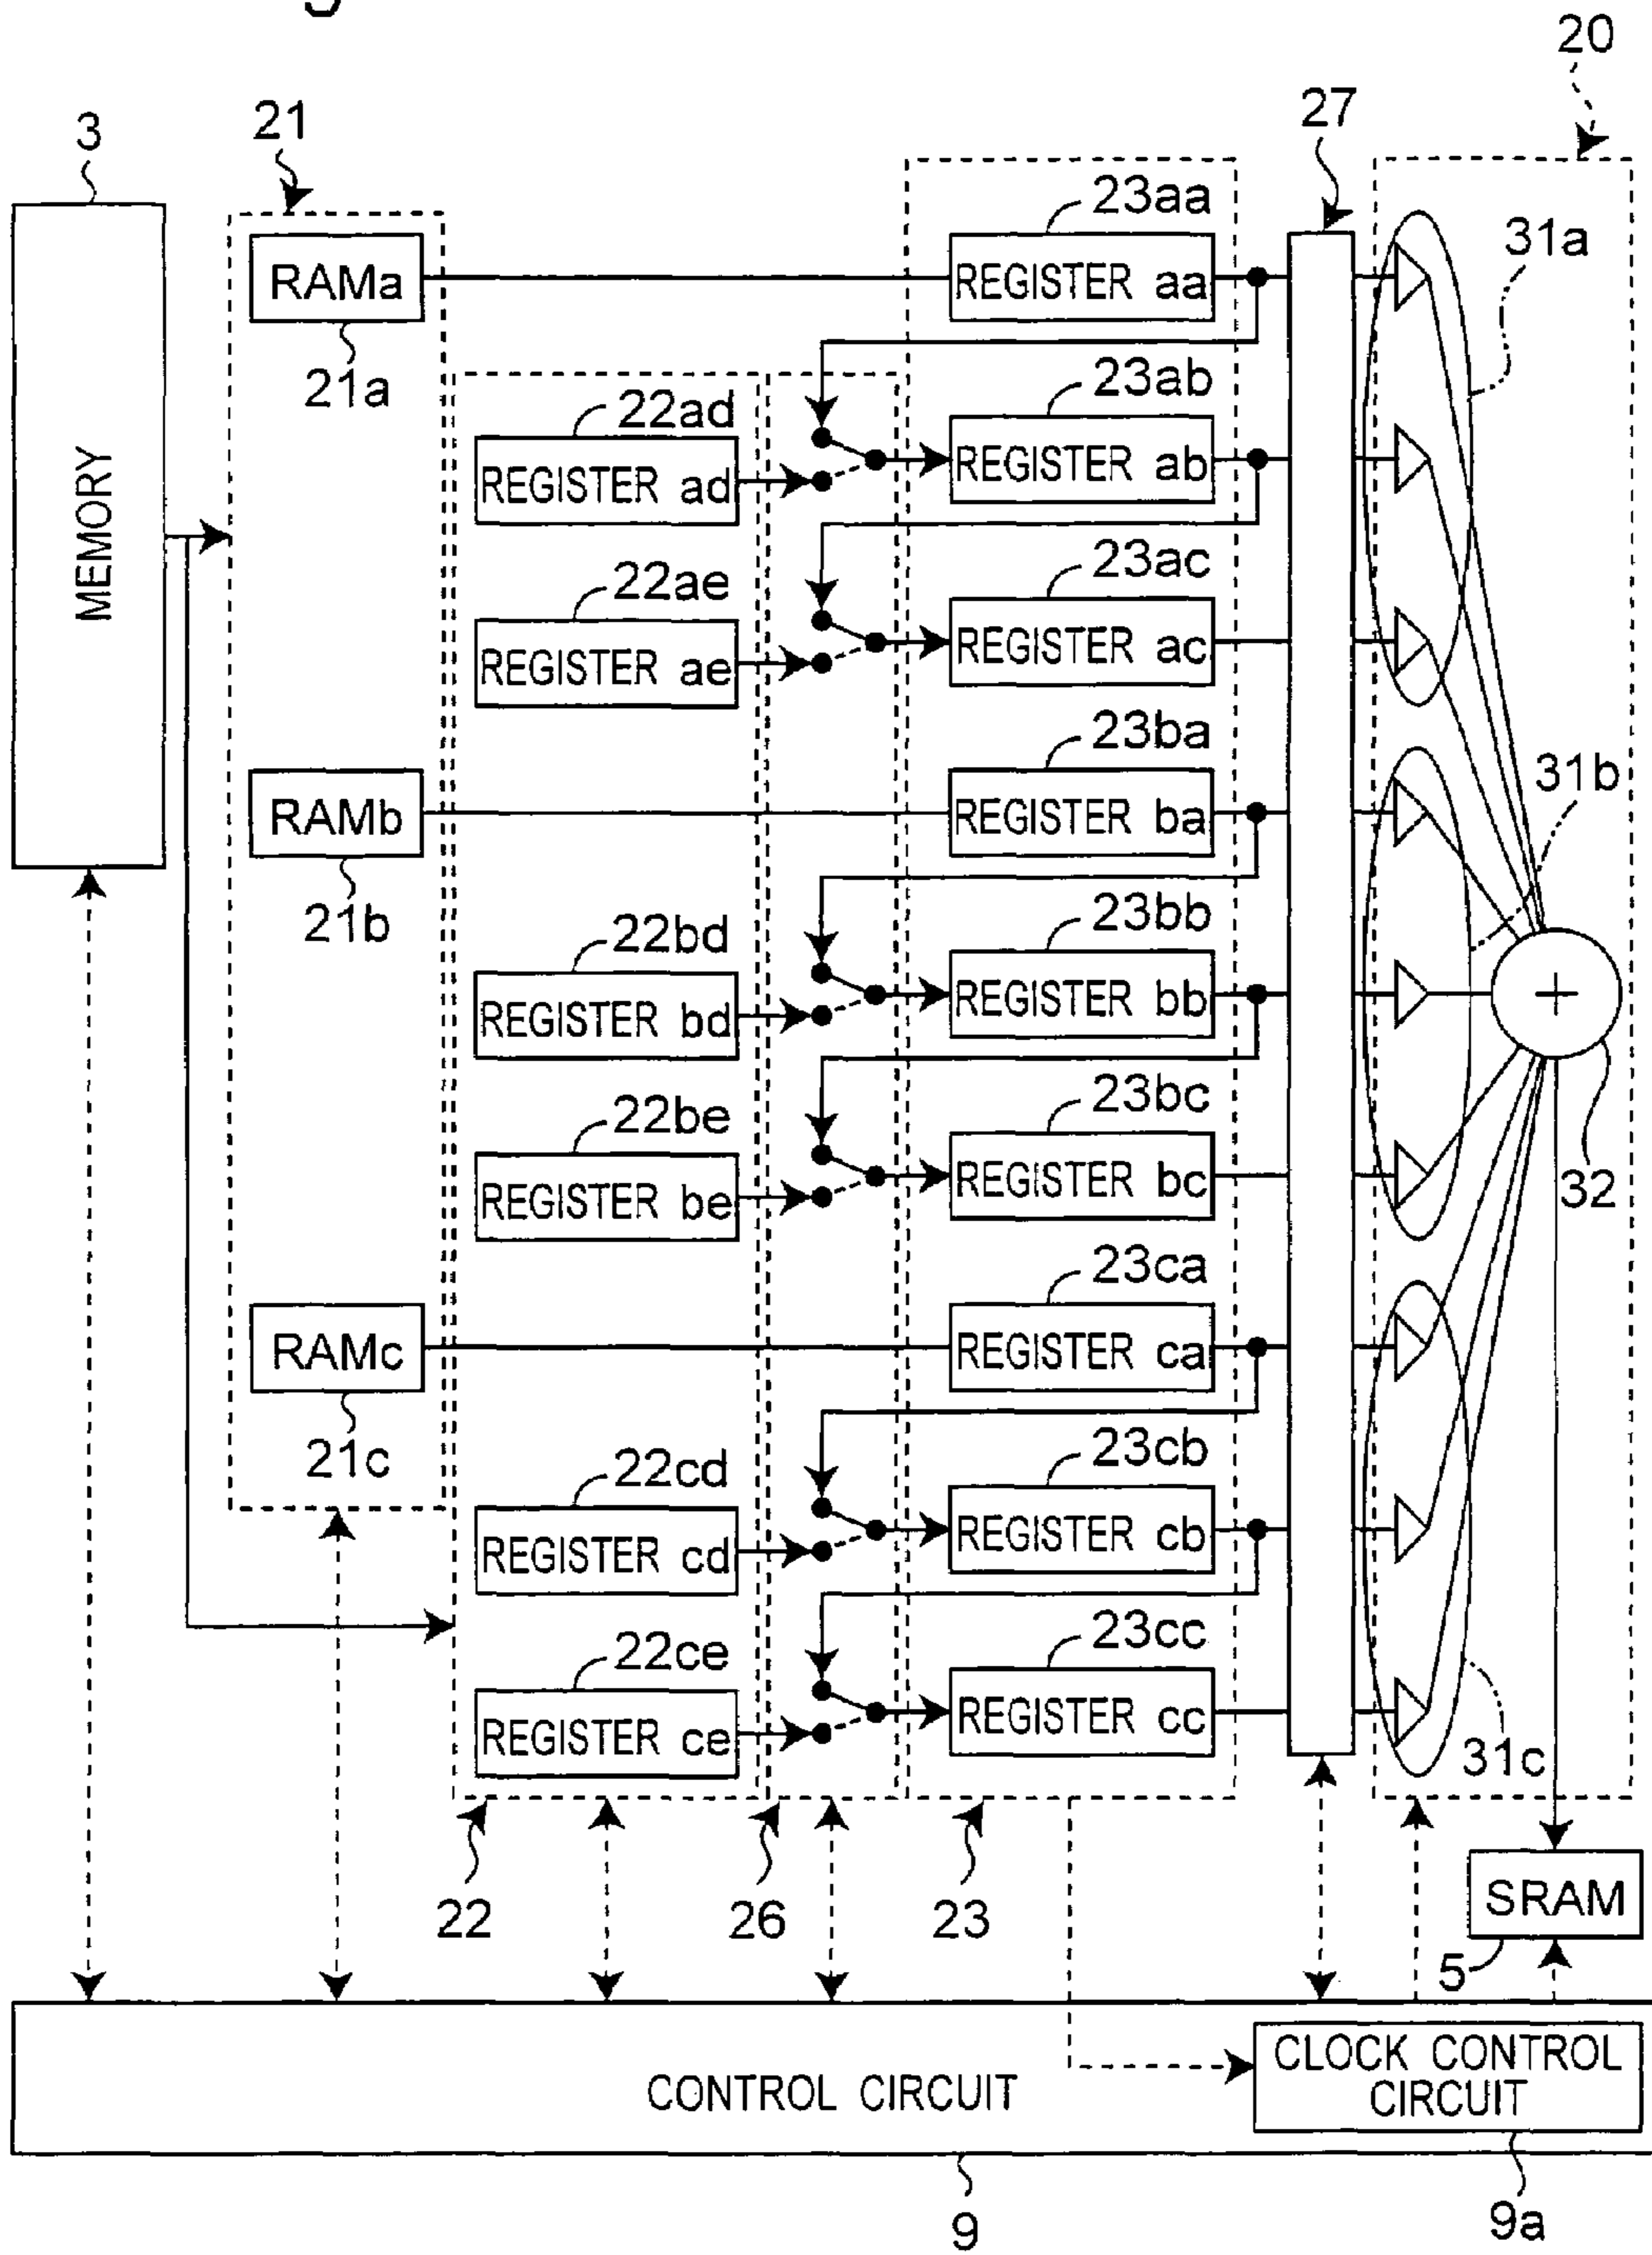 20
3
21
27
23aa
31a
RAMa
REGISTER aa
21a
22ad
23ab
REGISTER ad
REGISTER ab
MEMORY
22ae
23ac
REGISTER ae
REGISTER ac
23ba
31b
RAMb
REGISTER ba
21b
22bd
23bb
REGISTER bd
REGISTER bb
+
22be
23bc
REGISTER be
REGISTER bc
32
23ca
RAMc
REGISTER ca
21c
22cd
23cb
REGISTER cd
REGISTER cb
22ce
23cc
REGISTER ce
REGISTER cc
31c
22
26
23
SRAM
5
CONTROL CIRCUIT
CLOCK CONTROL
CIRCUIT
9
9a